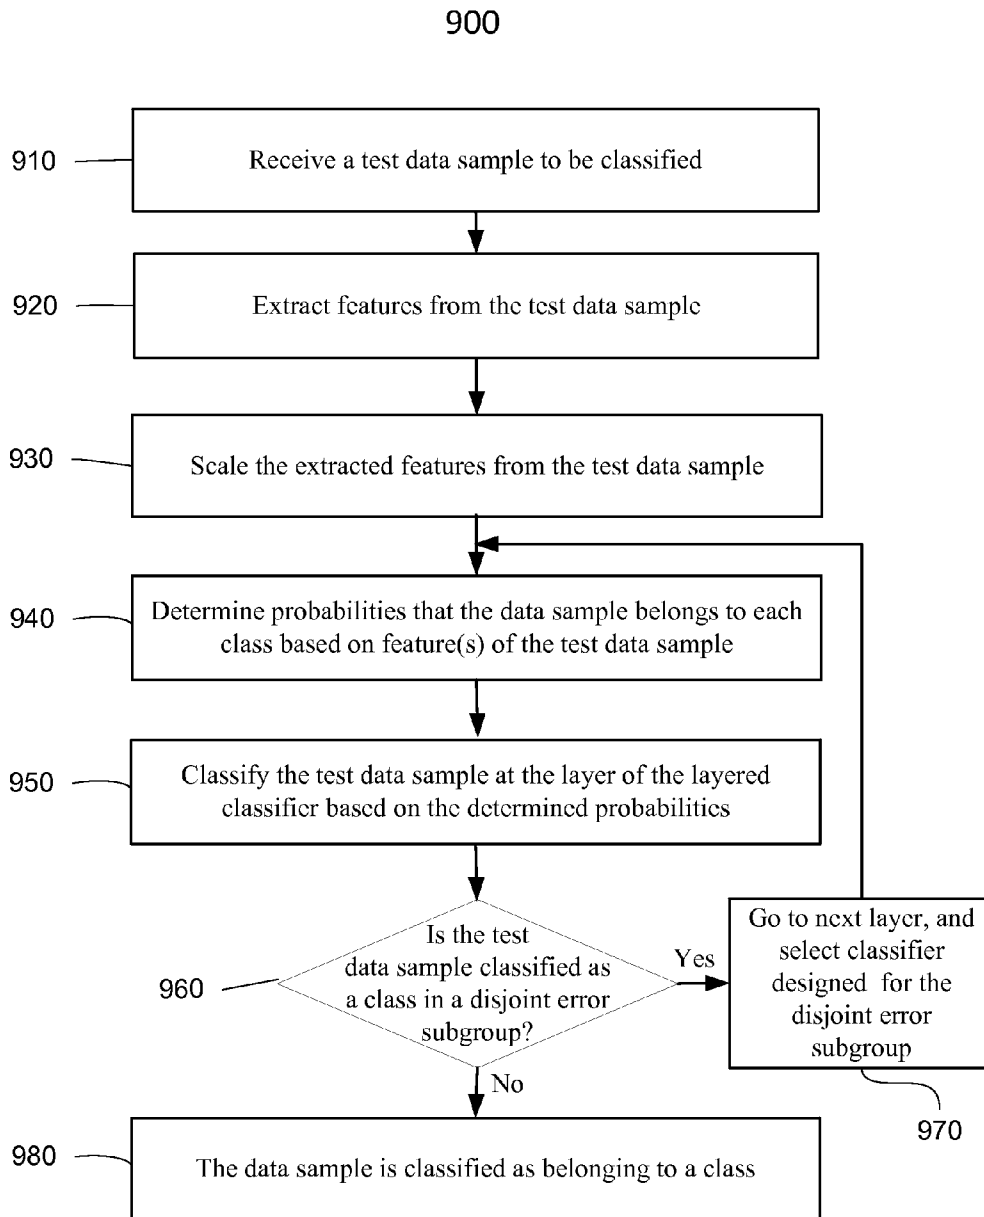 900
910
Receive a test data sample to be classified
920
Extract features from the test data sample
930
Scale the extracted features from the test data sample
940
Determine probabilities that the data sample belongs to each
class based on feature(s) of the test data sample
950
Classify the test data sample at the layer of the layered
classifier based on the determined probabilities
960
Is the test
data sample classified as
a class in a disjoint error
subgroup?
Yes
Go to next layer, and
select classifier
designed for the
disjoint error
subgroup
970
No
980
The data sample is classified as belonging to a class